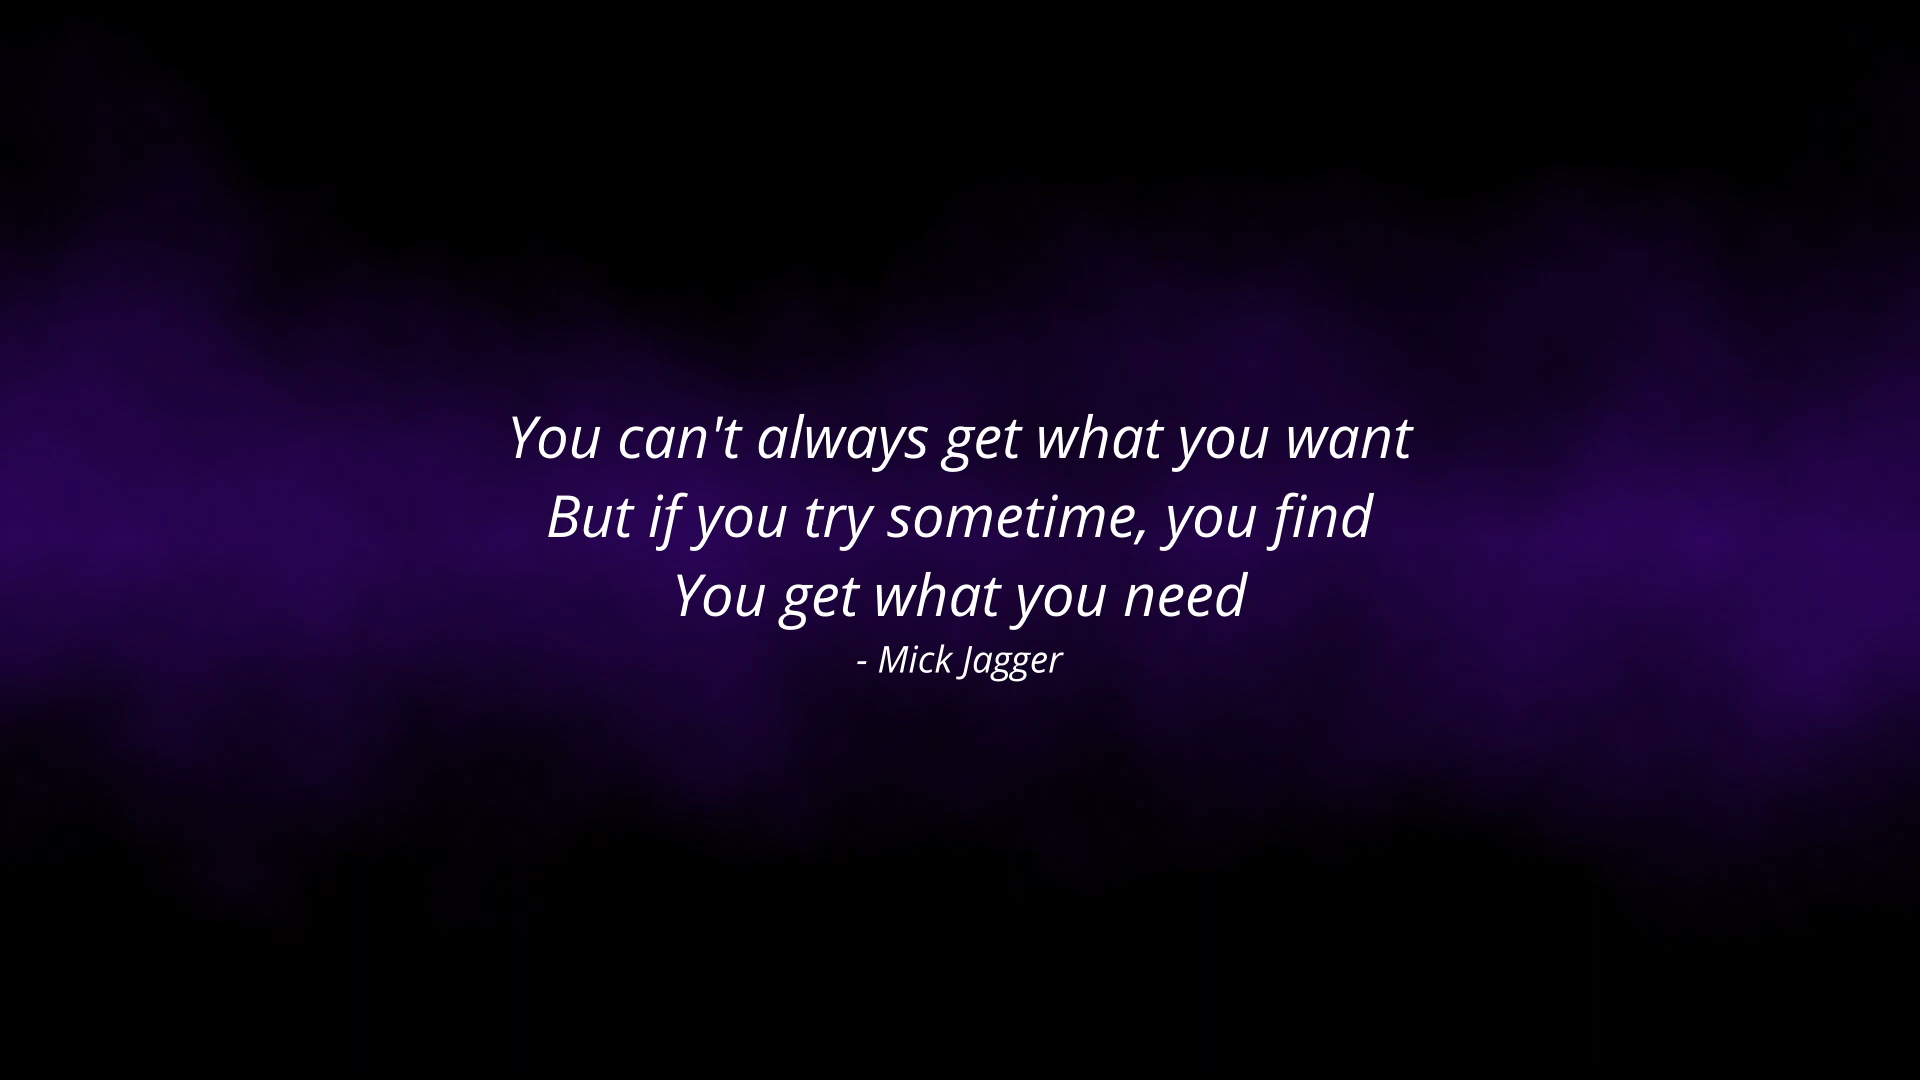 You can't always get what you want
But if you try sometime, you find
You get what you need
- Mick Jagger